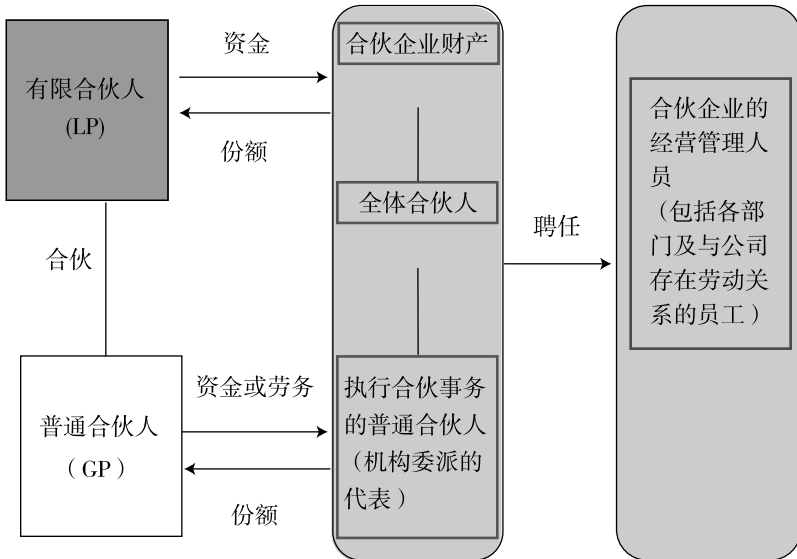 有限合伙人
(LP)
资金
份额
合伙
普通合伙人
（GP）
资金或劳务
份额
合伙企业财产
全体合伙人
执行合伙事务
的普通合伙人
（机构委派的
代表）
聘任
合伙企业的
经营管理人
员
（包括各部
门及与公司
存在劳动关
系的员工）